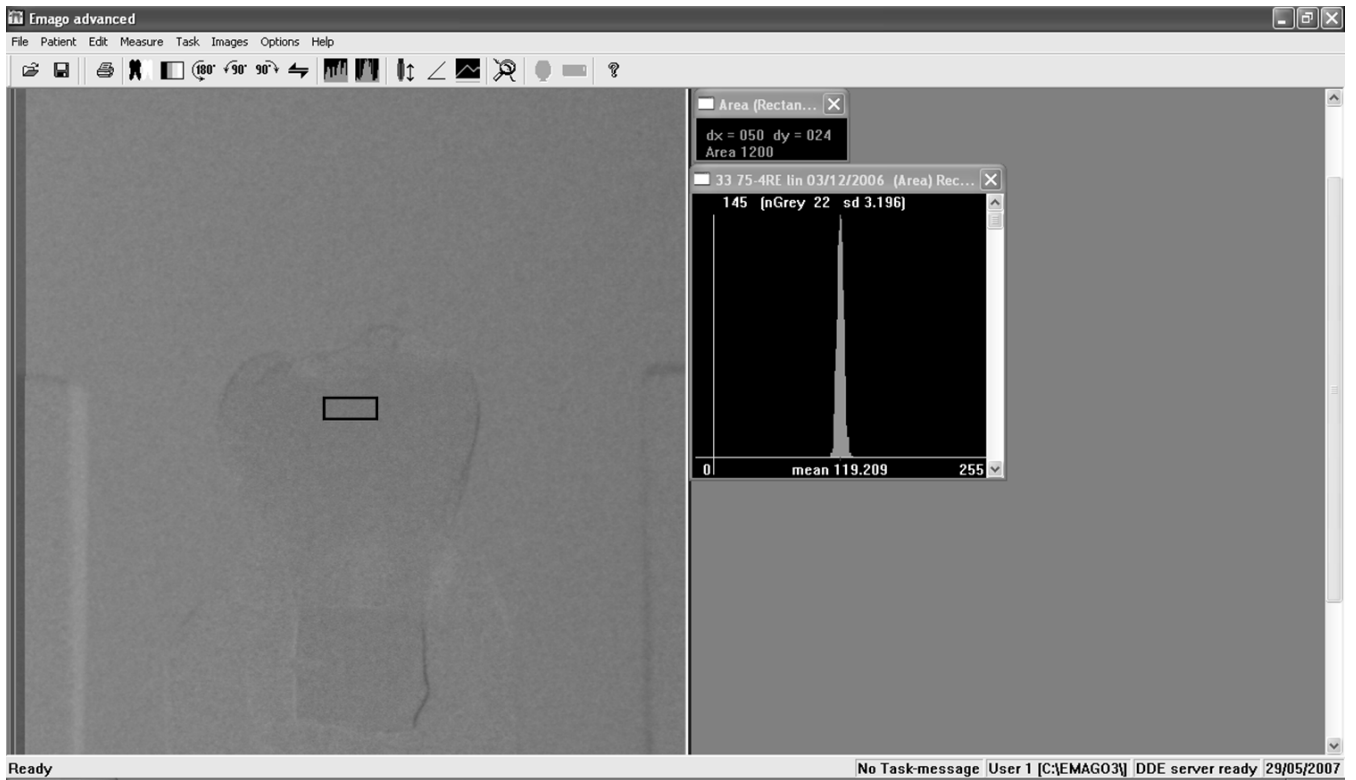 Emago advanced
File Patient Edit Measure Task Images Options Help
180° 90° 90° ?
Area (Rectan...
dx = 050 dy = 024
Area 1200
33 75-4RE lin 03/12/2006 (Area) Rec...
145 (nGrey 22 sd 3.196)
0 mean 119.209 255
Ready No Task-message User 1 [C:\EMAGO3\] DDE server ready 29/05/2007